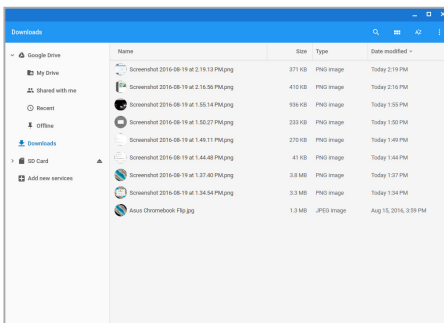 Downloads
Google Drive
My Drive
Shared with me
Recent
Offline
Downloads
SD Card
Add new services
Name Size Type Date modified
Screenshot 2016-08-19 at 2.19.13 PM.png 371 KB PNG image Today 2:19 PM
Screenshot 2016-08-19 at 2.16.56 PM.png 410 KB PNG image Today 2:16 PM
Screenshot 2016-08-19 at 1.55.14 PM.png 936 KB PNG image Today 1:55 PM
Screenshot 2016-08-19 at 1.50.27 PM.png 233 KB PNG image Today 1:50 PM
Screenshot 2016-08-19 at 1.49.11 PM.png 270 KB PNG image Today 1:49 PM
Screenshot 2016-08-19 at 1.44.48 PM.png 41 KB PNG image Today 1:44 PM
Screenshot 2016-08-19 at 1.37.40 PM.png 3.8 MB PNG image Today 1:37 PM
Screenshot 2016-08-19 at 1.34.54 PM.png 3.3 MB PNG image Today 1:34 PM
Asus Chromebook Flip.jpg 1.3 MB JPEG image Aug 15, 2016, 3:59 PM